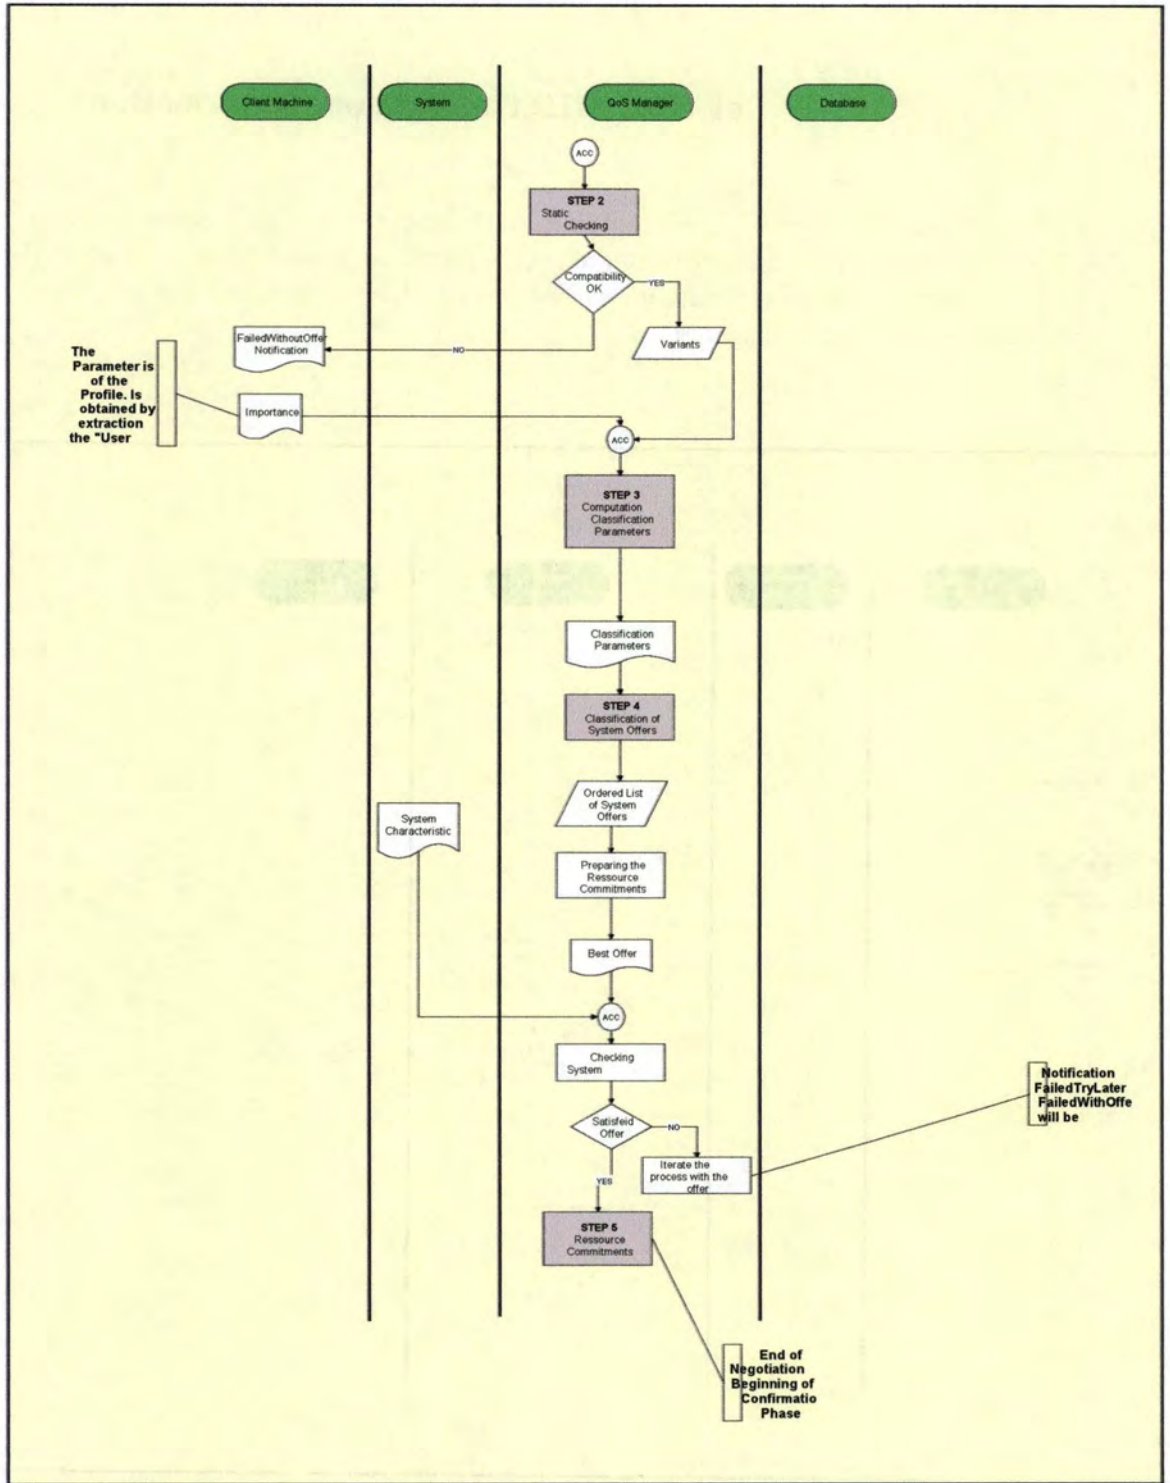 Client Machine
System
QoS Manager
Database
ACC
STEP 2
Static
Checking
Compatibility
OK
YES
FailedWithoutOffer
Notification
NO
Variants
The
Parameter is
of the
Profile. Is
obtained by
extraction
the "User
Importance
ACC
STEP 3
Computation
Classification
Parameters
Classification
Parameters
STEP 4
Classification of
System Offers
Ordered List
of System
Offers
System
Characteristic
Preparing the
Ressource
Commitments
Best Offer
ACC
Checking
System
Notification
FailedTryLater
FailedWithOffe
will be
Satisfeid
Offer
NO
Iterate the
process with the
offer
YES
STEP 5
Ressource
Commitments
End of
Negotiation
Beginning of
Confirmatio
Phase